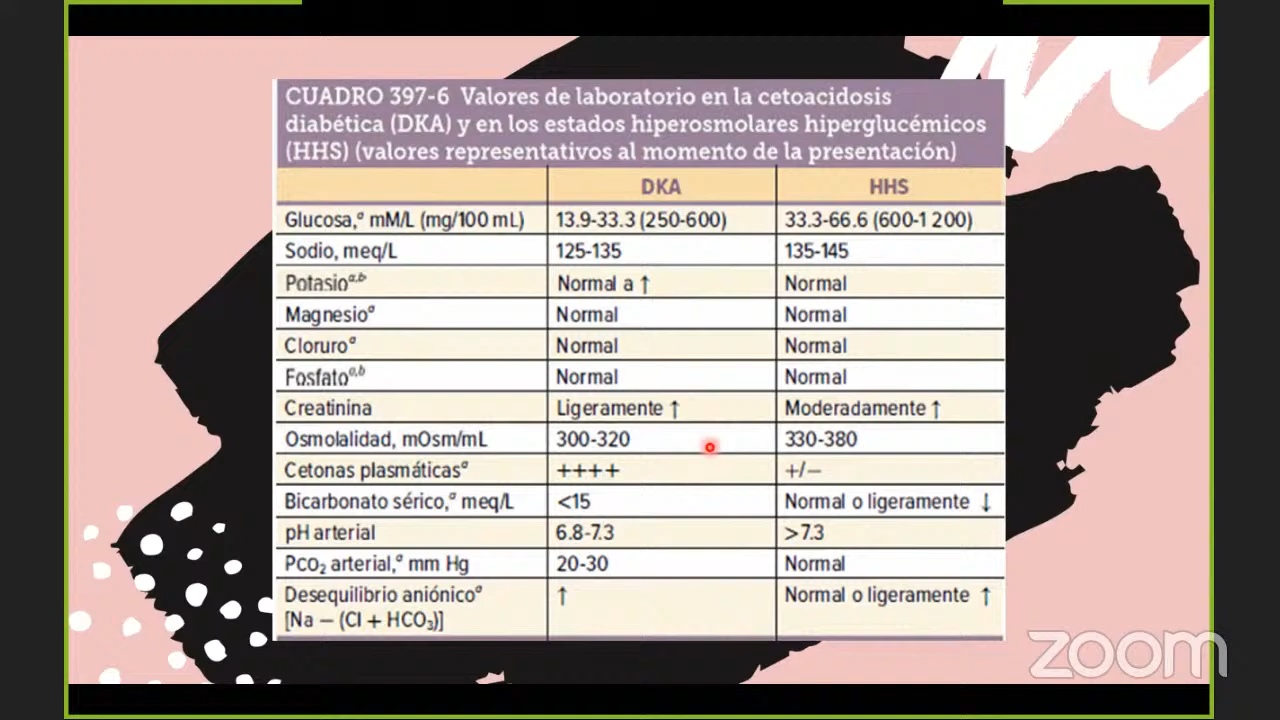 CUADRO 397-6 Valores de laboratorio en la cetoacidosis
diabética (DKA) y en los estados hiperosmolares hiperglucémicos
(HHS) (valores representativos al momento de la presentación)
DKA HHS
Glucosa,ᵃ mM/L (mg/100 mL) 13.9-33.3 (250-600) 33.3-66.6 (600-1 200)
Sodio, meq/L 125-135 135-145
Potasioᵃ,ᵇ Normal a ↑ Normal
Magnesioᵃ Normal Normal
Cloruroᵃ Normal Normal
Fosfatoᵃ,ᵇ Normal Normal
Creatinina Ligeramente ↑ Moderadamente ↑
Osmolalidad, mOsm/mL 300-320 330-380
Cetonas plasmáticasᵃ ++++ +/−
Bicarbonato sérico,ᵃ meq/L <15 Normal o ligeramente ↓
pH arterial 6.8-7.3 >7.3
PCO₂ arterial,ᵃ mm Hg 20-30 Normal
Desequilibrio aniónicoᵃ ↑ Normal o ligeramente ↑
[Na − (Cl + HCO₃)]
zoom